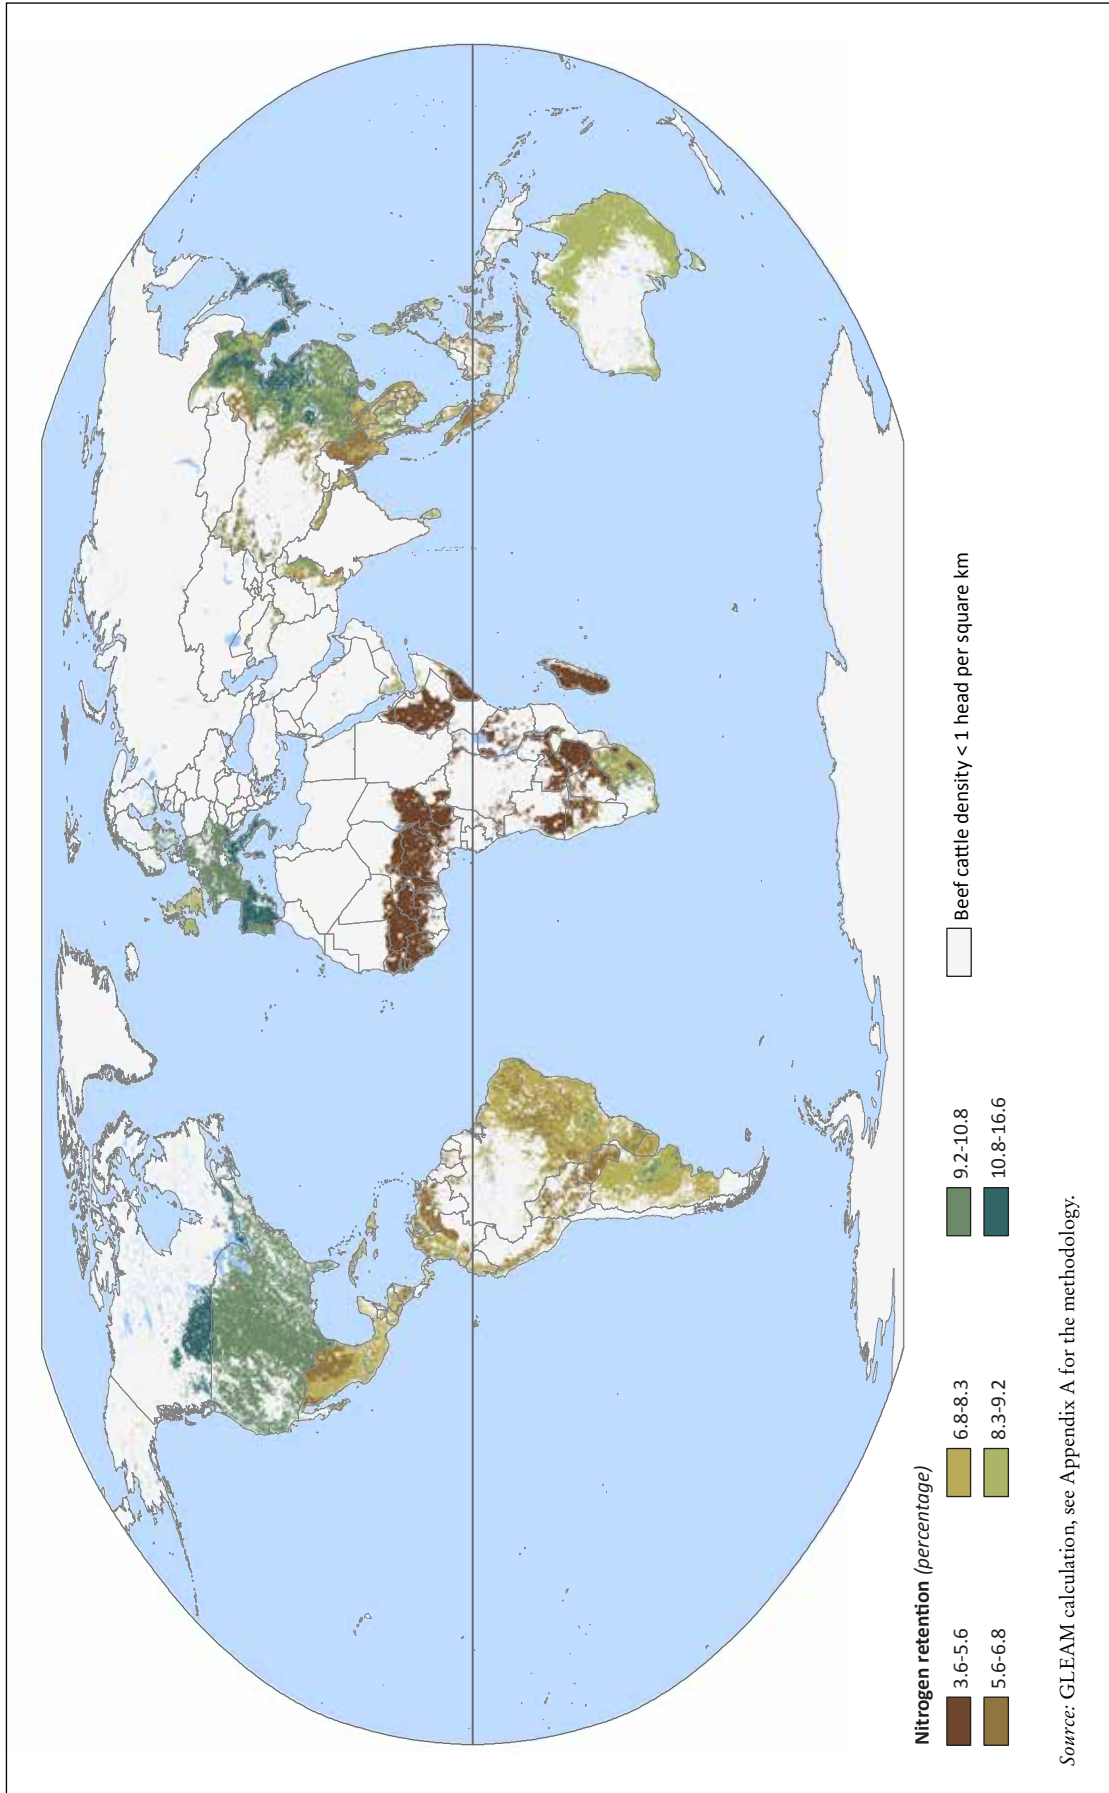 Nitrogen retention (percentage)
3.6-5.6
6.8-8.3
9.2-10.8
Beef cattle density < 1 head per square km
5.6-6.8
8.3-9.2
10.8-16.6
Source: GLEAM calculation, see Appendix A for the methodology.